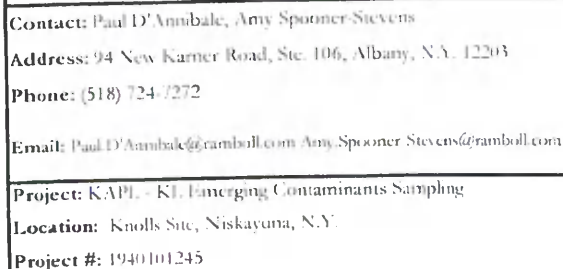 Contact: Paul D'Annibale, Amy Spooner-Stevens
Address: 94 New Karner Road, Ste. 106, Albany, N.Y. 12203
Phone: (518) 724-7272
Email: Paul.D'Annibale@ramboll.com Amy.Spooner-Stevens@ramboll.com
Project: KAPL - KL Emerging Contaminants Sampling
Location: Knolls Site, Niskayuna, N.Y.
Project #: 1940101245